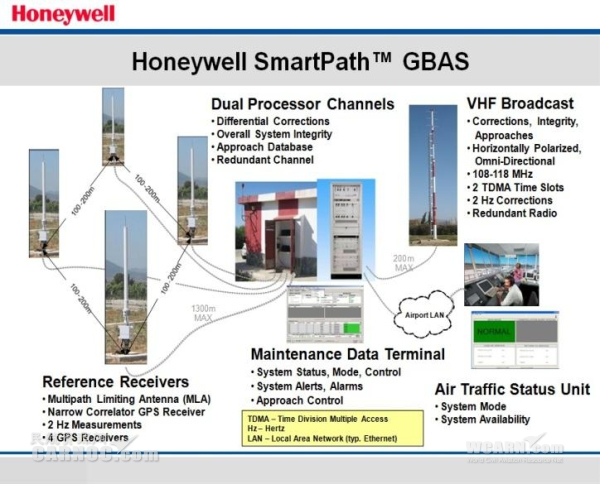 Honeywell
Honeywell SmartPath™ GBAS
Dual Processor Channels
• Differential Corrections
• Overall System Integrity
• Approach Database
• Redundant Channel
VHF Broadcast
• Corrections, Integrity,
Approaches
• Horizontally Polarized,
Omni-Directional
• 108-118 MHz
• 2 TDMA Time Slots
• 2 Hz Corrections
• Redundant Radio
100-200m
100-200m
100-200m
100-200m
1300m
MAX
200m
MAX
Airport LAN
NORMAL
Reference Receivers
• Multipath Limiting Antenna (MLA)
• Narrow Correlator GPS Receiver
• 2 Hz Measurements
• 4 GPS Receivers
Maintenance Data Terminal
• System Status, Mode, Control
• System Alerts, Alarms
• Approach Control
TDMA – Time Division Multiple Access
Hz – Hertz
LAN – Local Area Network (typ. Ethernet)
Air Traffic Status Unit
• System Mode
• System Availability
CARNOC.com
WCARN.com